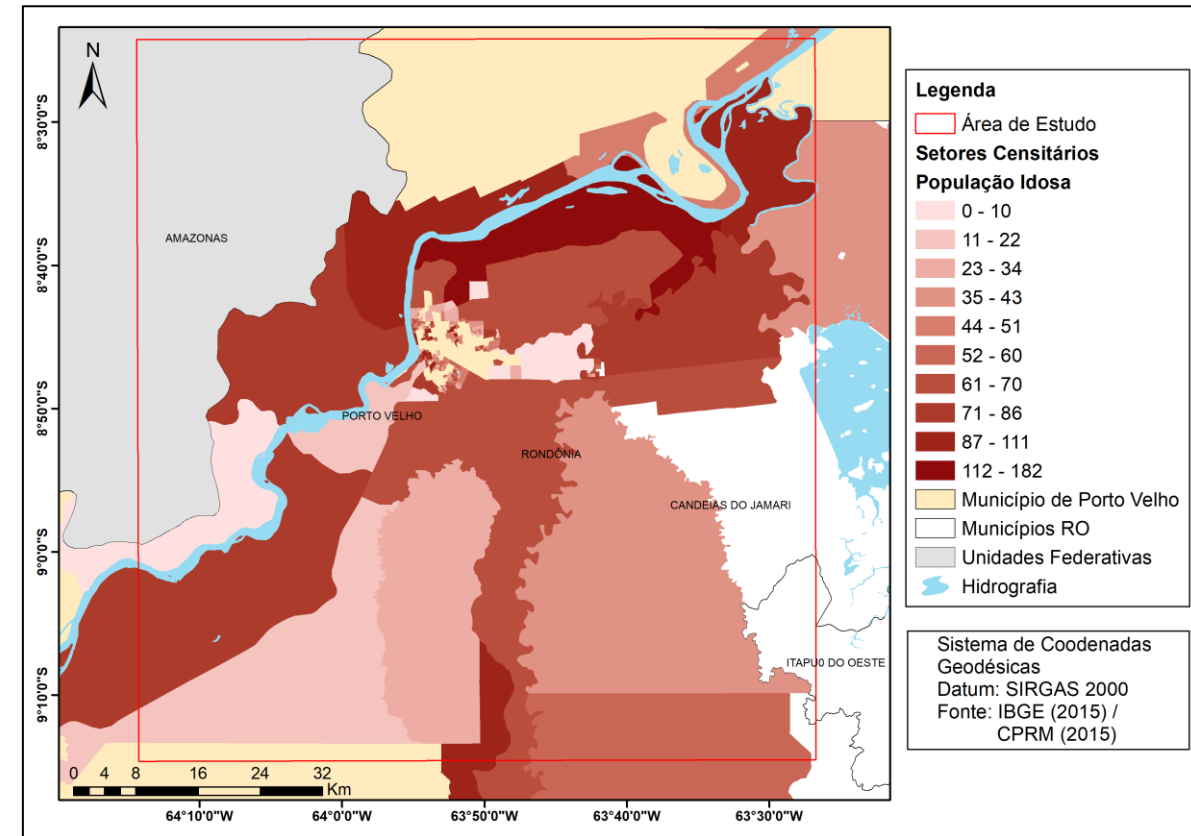 N
8°30'0"S
8°40'0"S
8°50'0"S
9°0'0"S
9°10'0"S
AMAZONAS
PORTO VELHO
RONDÔNIA
CANDEIAS DO JAMARI
ITAPU0 DO OESTE
0 4 8 16 24 32
Km
64°10'0"W 64°0'0"W 63°50'0"W 63°40'0"W 63°30'0"W
Legenda
Área de Estudo
Setores Censitários
População Idosa
0 - 10
11 - 22
23 - 34
35 - 43
44 - 51
52 - 60
61 - 70
71 - 86
87 - 111
112 - 182
Município de Porto Velho
Municípios RO
Unidades Federativas
Hidrografia
Sistema de Coodenadas
Geodésicas
Datum: SIRGAS 2000
Fonte: IBGE (2015) /
CPRM (2015)